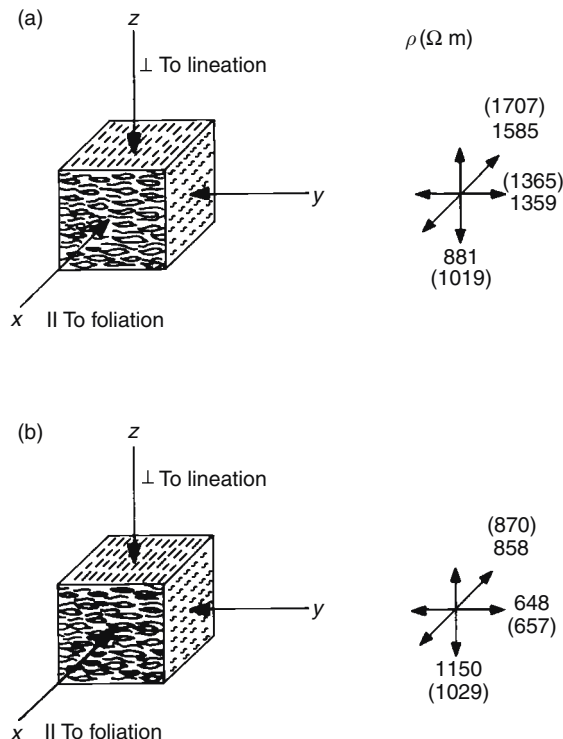 (a)
z
⊥ To lineation
y
x II To foliation
ρ(Ω m)
(1707)
1585
(1365)
1359
881
(1019)
(b)
z
⊥ To lineation
y
x II To foliation
(870)
858
648
(657)
1150
(1029)